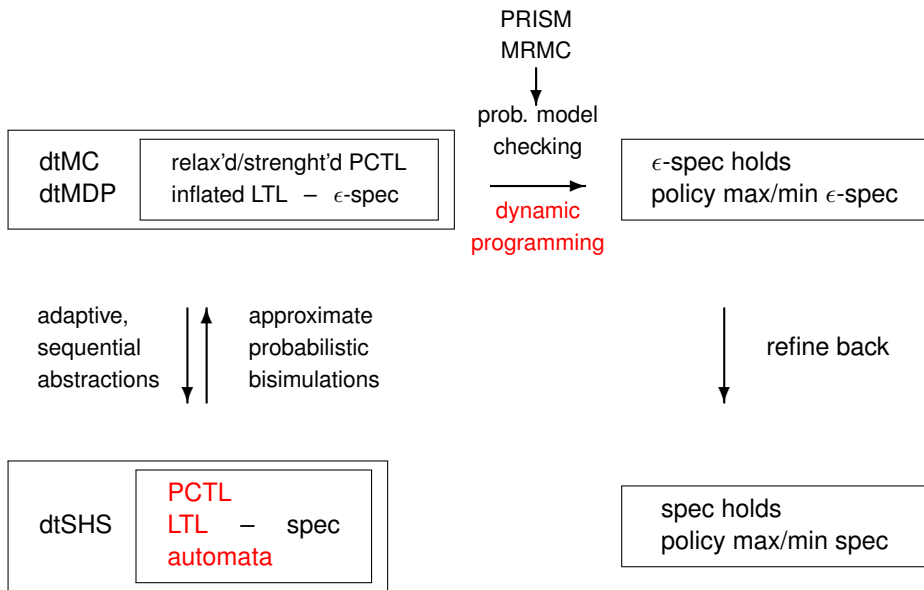 PRISM
MRMC
prob. model
checking
dtMC
dtMDP
relax'd/strenght'd PCTL
inflated LTL – ϵ-spec
dynamic
programming
ϵ-spec holds
policy max/min ϵ-spec
adaptive,
sequential
abstractions
approximate
probabilistic
bisimulations
refine back
dtSHS
PCTL
LTL – spec
automata
spec holds
policy max/min spec